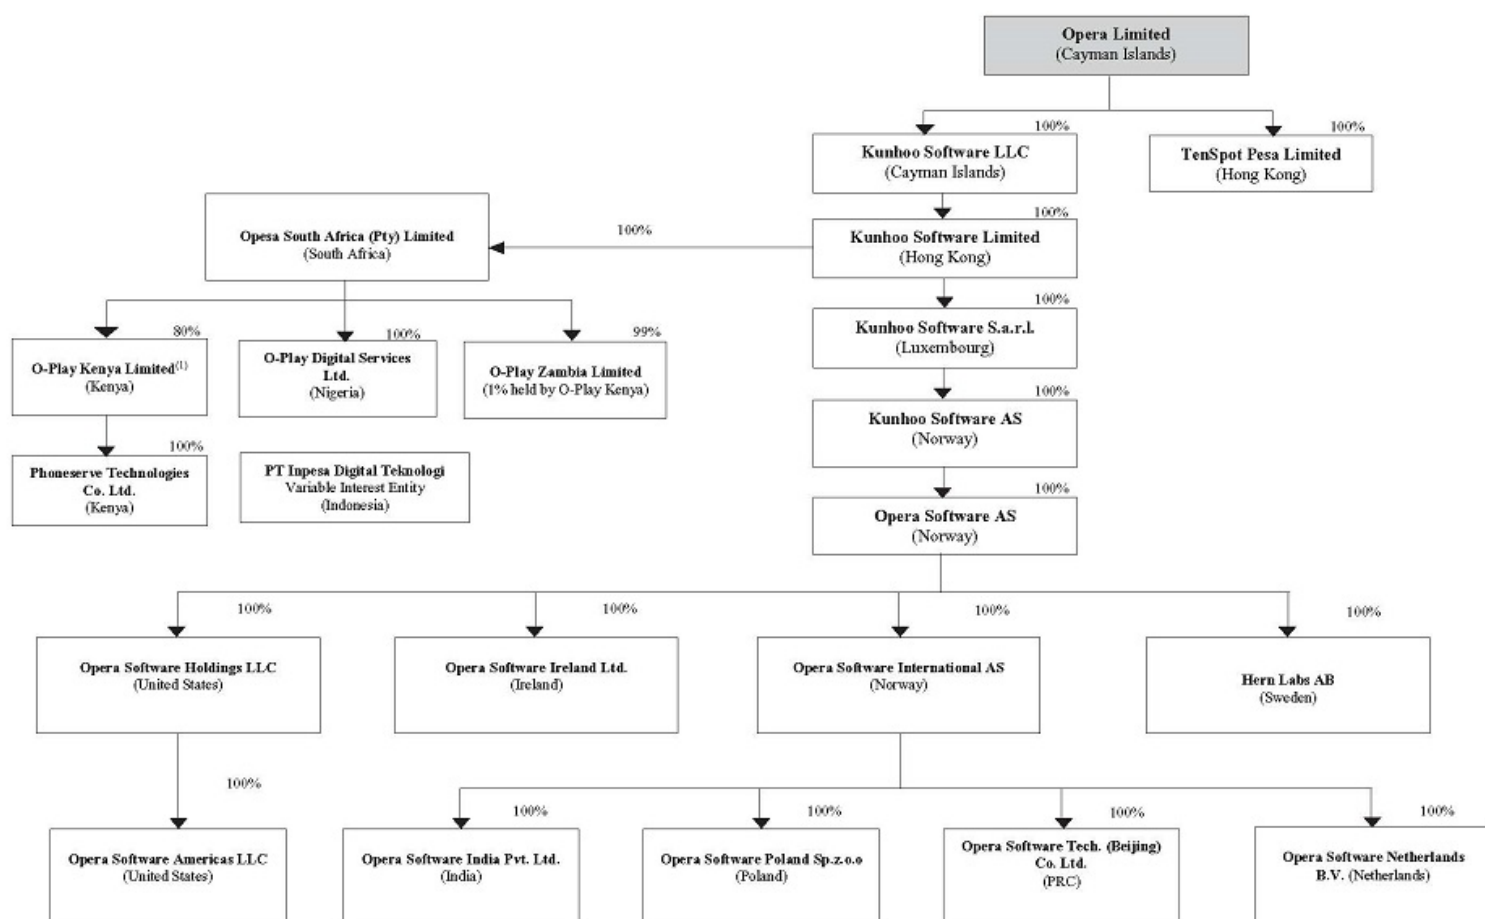 Opera Limited
(Cayman Islands)
100%
100%
Kunhoo Software LLC
(Cayman Islands)
TenSpot Pesa Limited
(Hong Kong)
100%
Opesa South Africa (Pty) Limited
(South Africa)
100%
Kunhoo Software Limited
(Hong Kong)
100%
80%
100%
99%
Kunhoo Software S.a.r.l.
(Luxembourg)
O-Play Kenya Limited(1)
(Kenya)
O-Play Digital Services
Ltd.
(Nigeria)
O-Play Zambia Limited
(1% held by O-Play Kenya)
100%
Kunhoo Software AS
(Norway)
100%
Phoneserve Technologies
Co. Ltd.
(Kenya)
PT Inpesa Digital Teknologi
Variable Interest Entity
(Indonesia)
100%
Opera Software AS
(Norway)
100%
100%
100%
100%
Opera Software Holdings LLC
(United States)
Opera Software Ireland Ltd.
(Ireland)
Opera Software International AS
(Norway)
Hern Labs AB
(Sweden)
100%
100%
100%
100%
100%
Opera Software Americas LLC
(United States)
Opera Software India Pvt. Ltd.
(India)
Opera Software Poland Sp.z.o.o
(Poland)
Opera Software Tech. (Beijing)
Co. Ltd.
(PRC)
Opera Software Netherlands
B.V. (Netherlands)